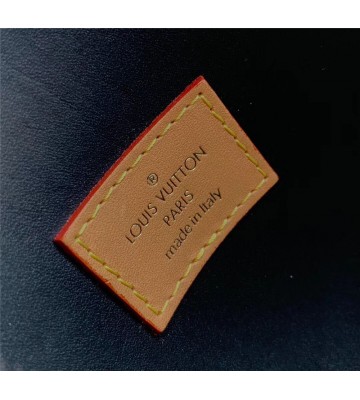 ®
LOUIS VUITTON
PARIS
made in Italy